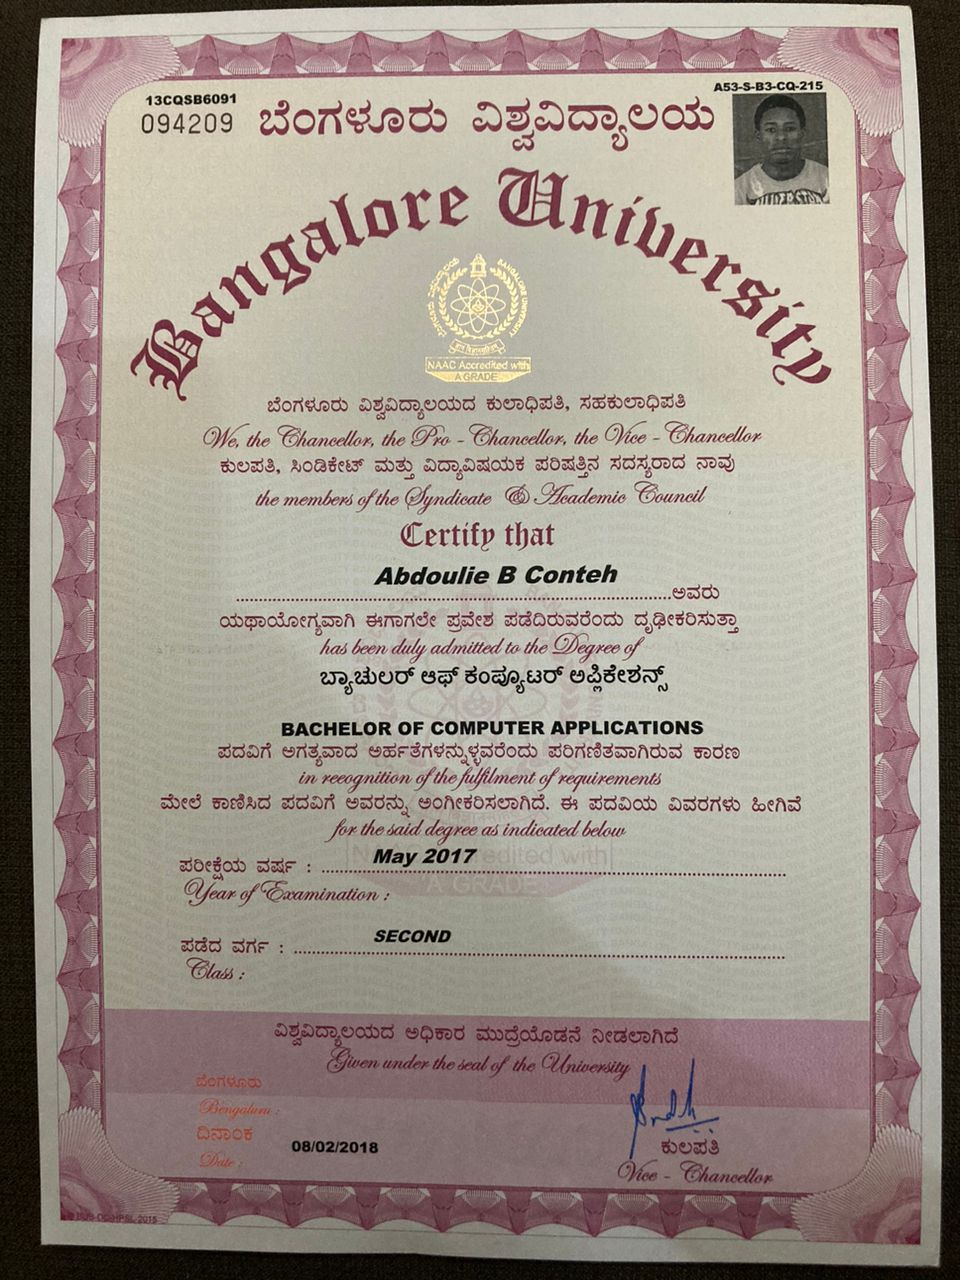 13CQSB6091
A53-S-B3-CQ-215
094209
ಬೆಂಗಳೂರು ವಿಶ್ವವಿದ್ಯಾಲಯ
Bangalore University
BANGALORE UNIVERSITY
NAAC Accredited with
A GRADE
ಬೆಂಗಳೂರು ವಿಶ್ವವಿದ್ಯಾಲಯದ ಕುಲಾಧಿಪತಿ, ಸಹಕುಲಾಧಿಪತಿ
We, the Chancellor, the Pro - Chancellor, the Vice - Chancellor
ಕುಲಪತಿ, ಸಿಂಡಿಕೇಟ್ ಮತ್ತು ವಿದ್ಯಾವಿಷಯಕ ಪರಿಷತ್ತಿನ ಸದಸ್ಯರಾದ ನಾವು
the members of the Syndicate & Academic Council
Certify that
Abdoulie B Conteh
ಅವರು
ಯಥಾಯೋಗ್ಯವಾಗಿ ಈಗಾಗಲೇ ಪ್ರವೇಶ ಪಡೆದಿರುವರೆಂದು ದೃಢೀಕರಿಸುತ್ತಾ
has been duly admitted to the Degree of
ಬ್ಯಾಚುಲರ್ ಆಫ್ ಕಂಪ್ಯೂಟರ್ ಅಪ್ಲಿಕೇಶನ್ಸ್
BACHELOR OF COMPUTER APPLICATIONS
ಪದವಿಗೆ ಅಗತ್ಯವಾದ ಅರ್ಹತೆಗಳನ್ನುಳ್ಳವರೆಂದು ಪರಿಗಣಿತವಾಗಿರುವ ಕಾರಣ
in recognition of the fulfilment of requirements
ಮೇಲೆ ಕಾಣಿಸಿದ ಪದವಿಗೆ ಅವರನ್ನು ಅಂಗೀಕರಿಸಲಾಗಿದೆ. ಈ ಪದವಿಯ ವಿವರಗಳು ಹೀಗಿವೆ
for the said degree as indicated below
ಪರೀಕ್ಷೆಯ ವರ್ಷ : May 2017
Year of Examination :
ಪಡೆದ ವರ್ಗ : SECOND
Class :
ವಿಶ್ವವಿದ್ಯಾಲಯದ ಅಧಿಕಾರ ಮುದ್ರೆಯೊಡನೆ ನೀಡಲಾಗಿದೆ
Given under the seal of the University
ಬೆಂಗಳೂರು
Bengaluru :
ದಿನಾಂಕ
Date :
08/02/2018
ಕುಲಪತಿ
Vice - Chancellor